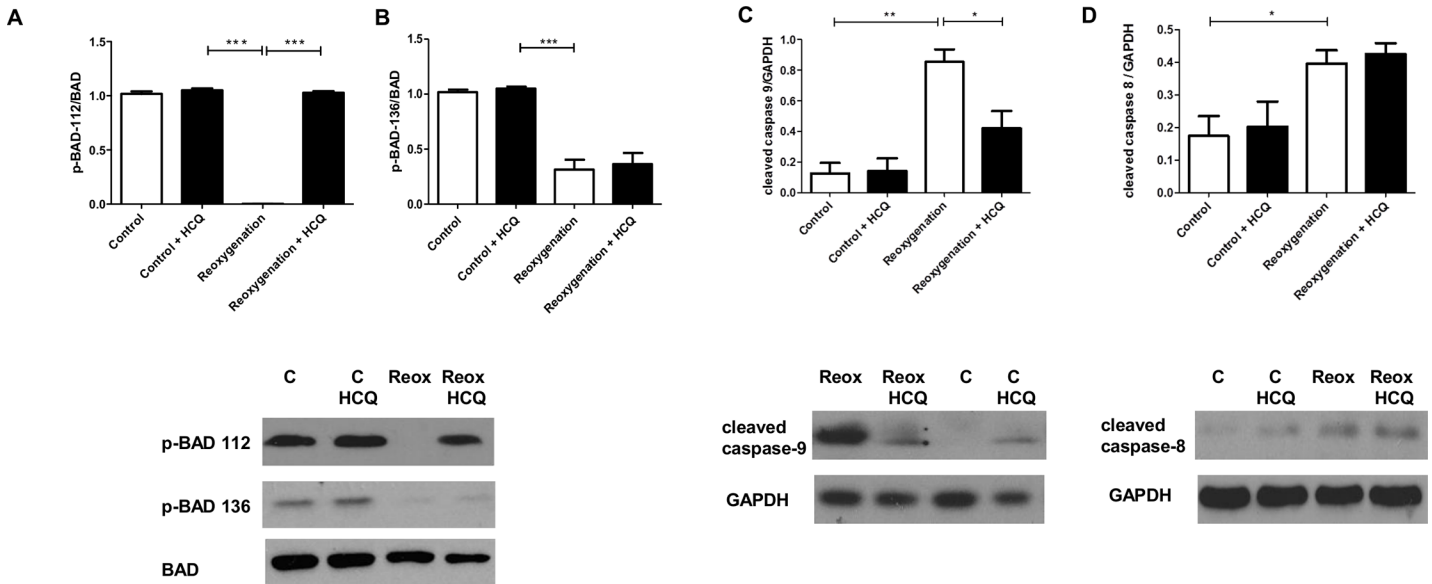 A
p-BAD-112/BAD
1.5
1.0
0.5
0.0
*** ***
Control
Control + HCQ
Reoxygenation
Reoxygenation + HCQ
B
p-BAD-136/BAD
1.5
1.0
0.5
0.0
***
Control
Control + HCQ
Reoxygenation
Reoxygenation + HCQ
C
cleaved caspase 9/GAPDH
1.0
0.8
0.6
0.4
0.2
0.0
** *
Control
Control + HCQ
Reoxygenation
Reoxygenation + HCQ
D
cleaved caspase 8 / GAPDH
0.5
0.4
0.3
0.2
0.1
0.0
*
Control
Control + HCQ
Reoxygenation
Reoxygenation + HCQ
C C Reox Reox
HCQ HCQ
p-BAD 112
p-BAD 136
BAD
Reox Reox C C
HCQ HCQ
cleaved
caspase-9
GAPDH
C C Reox Reox
HCQ HCQ
cleaved
caspase-8
GAPDH